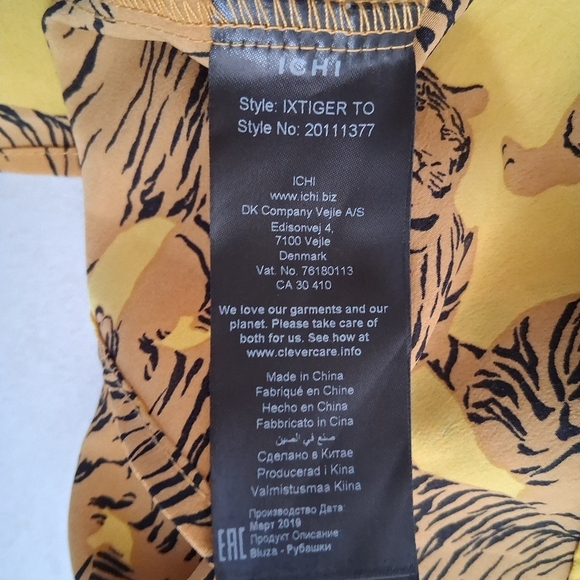 ICHI
Style: IXTIGER TO
Style No: 20111377
ICHI
www.ichi.biz
DK Company Vejle A/S
Edisonvej 4,
7100 Vejle
Denmark
Vat. No. 76180113
CA 30 410
We love our garments and our
planet. Please take care of
both for us. See how at
www.clevercare.info
Made in China
Fabriqué en Chine
Hecho en China
Fabbricato in Cina
صنع في الصين
Сделано в Китае
Producerad i Kina
Valmistusmaa Kiina
Производство Дата:
Март 2019
EAC
Продукт Описание:
Bluza - Рубашки